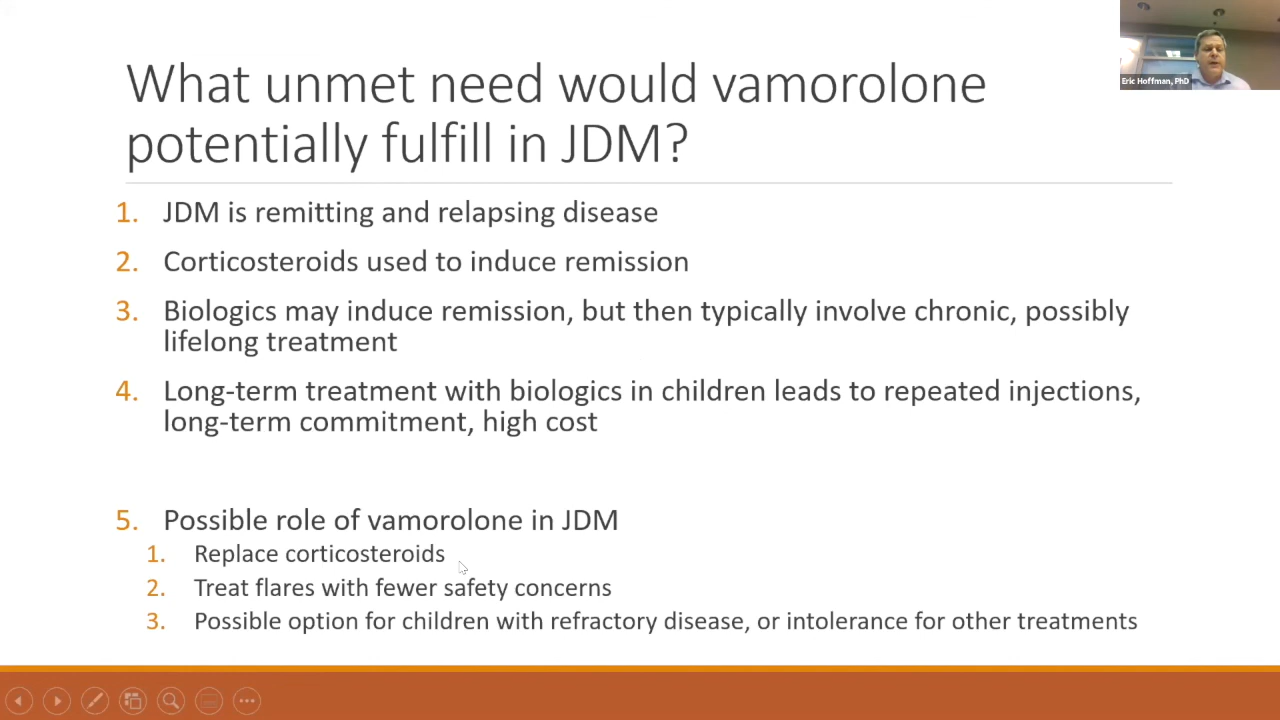 Eric Hoffman, PhD
What unmet need would vamorolone
potentially fulfill in JDM?
1. JDM is remitting and relapsing disease
2. Corticosteroids used to induce remission
3. Biologics may induce remission, but then typically involve chronic, possibly
lifelong treatment
4. Long-term treatment with biologics in children leads to repeated injections,
long-term commitment, high cost
5. Possible role of vamorolone in JDM
1. Replace corticosteroids
2. Treat flares with fewer safety concerns
3. Possible option for children with refractory disease, or intolerance for other treatments